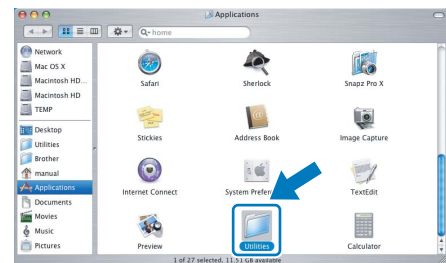 Applications
Q- home
Network
Mac OS X
Macintosh HD...
Macintosh HD
TEMP
Desktop
Utilities
Brother
manual
Applications
Documents
Movies
Music
Pictures
Safari
Sherlock
Snapz Pro X
Stickies
Address Book
Image Capture
Internet Connect
System Prefer
TextEdit
Preview
Utilities
Calculator
1 of 27 selected, 11.51 GB available